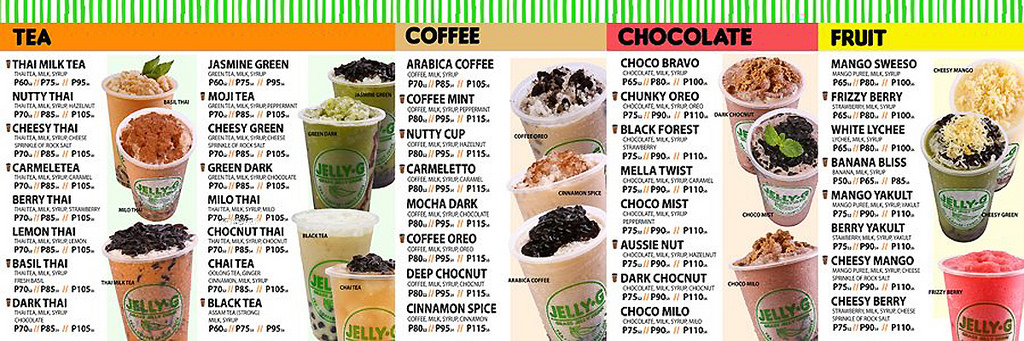 TEA
THAI MILK TEA
THAI TEA, MILK, SYRUP
P60 // P75 // P95
NUTTY THAI
THAI TEA, MILK, SYRUP, HAZELNUT
P70 // P85 // P105
CHEESY THAI
THAI TEA, MILK, SYRUP, CHEESE
SPRINKLE OF ROCK SALT
P70 // P85 // P105
CARMELETEA
THAI TEA, MILK, SYRUP, CARAMEL
P70 // P85 // P105
BERRY THAI
THAI TEA, MILK, SYRUP, STRAWBERRY
P70 // P85 // P105
LEMON THAI
THAI TEA, MILK, SYRUP, LEMON
P70 // P85 // P105
BASIL THAI
THAI TEA, MILK, SYRUP
FRESH BASIL
P70 // P85 // P105
DARK THAI
THAI TEA, MILK, SYRUP
CHOCOLATE
P70 // P85 // P105
BASIL THAI
MILO THAI
THAI MILK TEA
JASMINE GREEN
GREEN TEA, MILK, SYRUP
P60 // P75 // P95
MOJI TEA
GREEN TEA, MILK, SYRUP, PEPPERMINT
P70 // P85 // P105
CHEESY GREEN
GREEN TEA, MILK, SYRUP, CHEESE
SPRINKLE OF ROCK SALT
P70 // P85 // P105
GREEN DARK
GREEN TEA, MILK, SYRUP CHOCOLATE
P70 // P85 // P105
MILO THAI
THAI TEA, MILK, SYRUP, MILO
P70 // P85 // P105
CHOCNUT THAI
THAI TEA, MILK, SYRUP, CHOCNUT
P70 // P85 // P105
CHAI TEA
OOLONG TEA, GINGER
CINNAMON, MILK, SYRUP
P70 // P85 // P105
BLACK TEA
ASSAM TEA (STRONG)
MILK, SYRUP
P60 // P75 // P95
JASMINE GREEN
GREEN DARK
BLACK TEA
CHAI TEA
JELLY-G
COFFEE
ARABICA COFFEE
COFFEE, MILK, SYRUP
P70 // P85 // P105
COFFEE MINT
COFFEE, MILK, SYRUP, PEPPERMINT
P80 // P95 // P115
NUTTY CUP
COFFEE, MILK, SYRUP, HAZELNUT
P80 // P95 // P115
CARMELETTO
COFFEE, MILK, SYRUP, CARAMEL
P80 // P95 // P115
MOCHA DARK
COFFEE, MILK, SYRUP, CHOCOLATE
P80 // P95 // P115
COFFEE OREO
COFFEE, MILK, SYRUP, OREO
P80 // P95 // P115
DEEP CHOCNUT
COFFEE, MILK, SYRUP, CHOCNUT
P80 // P95 // P115
CINNAMON SPICE
COFFEE, MILK, SYRUP, CINNAMON
P80 // P95 // P115
COFFEE OREO
CINNAMON SPICE
ARABICA COFFEE
JELLY-G
CHOCOLATE
CHOCO BRAVO
CHOCOLATE, MILK, SYRUP
P65 // P80 // P100
CHUNKY OREO
CHOCOLATE, MILK, SYRUP, OREO
P75 // P90 // P110
BLACK FOREST
CHOCOLATE, MILK, SYRUP
STRAWBERRY
P75 // P90 // P110
MELLA TWIST
CHOCOLATE, MILK, SYRUP, CARAMEL
P75 // P90 // P110
CHOCO MIST
CHOCOLATE, MILK, SYRUP
PEPPERMINT
P75 // P90 // P110
AUSSIE NUT
CHOCOLATE, MILK, SYRUP, HAZELNUT
P75 // P90 // P110
DARK CHOCNUT
CHOCOLATE, MILK, SYRUP, CHOCNUT
P75 // P90 // P110
CHOCO MILO
CHOCOLATE, MILK, SYRUP, MILO
P75 // P90 // P110
DARK CHOCNUT
CHOCO MIST
CHOCO-MILO
JELLY-G
FRUIT
MANGO SWEESO
MANGO PUREE, MILK, SYRUP
P65 // P80 // P100
FRIZZY BERRY
STRAWBERRY, MILK, SYRUP
P65 // P80 // P100
WHITE LYCHEE
LYCHEE, MILK, SYRUP
P65 // P80 // P100
BANANA BLISS
BANANA, MILK, SYRUP
P50 // P65 // P85
MANGO YAKULT
MANGO PUREE, MILK, SYRUP, YAKULT
P75 // P90 // P110
BERRY YAKULT
STAWBERRY, MILK, SYRUP, YAKULT
P75 // P90 // P110
CHEESY MANGO
MANGO PUREE, MILK, SYRUP, CHEESE
SPRINKLE OF ROCK SALT
P75 // P90 // P110
CHEESY BERRY
STRAWBERRY, MILK, SYRUP, CHEESE
SPRINKLE OF ROCK SALT
P75 // P90 // P110
CHEESY MANGO
CHEESY GREEN
FRIZZY BERRY
JELLY-G